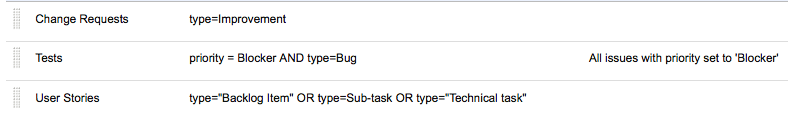 Change Requests type=Improvement
Tests priority = Blocker AND type=Bug All issues with priority set to 'Blocker'
User Stories type="Backlog Item" OR type=Sub-task OR type="Technical task"